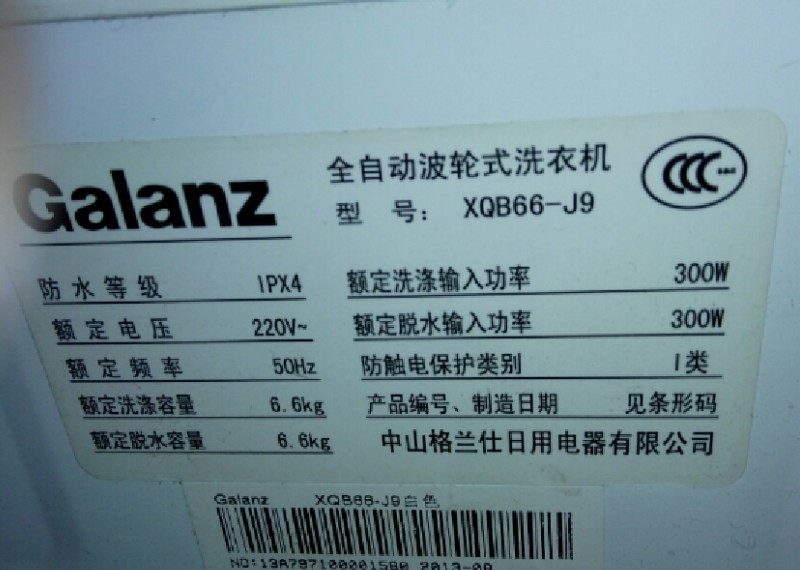 Galanz
全自动波轮式洗衣机
型 号： XQB66-J9
CCC
防水等级 IPX4
额定洗涤输入功率 300W
额定电压 220V~
额定脱水输入功率 300W
额定频率 50Hz
防触电保护类别 I类
额定洗涤容量 6.6kg
产品编号、制造日期 见条形码
额定脱水容量 6.6kg
中山格兰仕日用电器有限公司
Galanz XQB66-J9白色